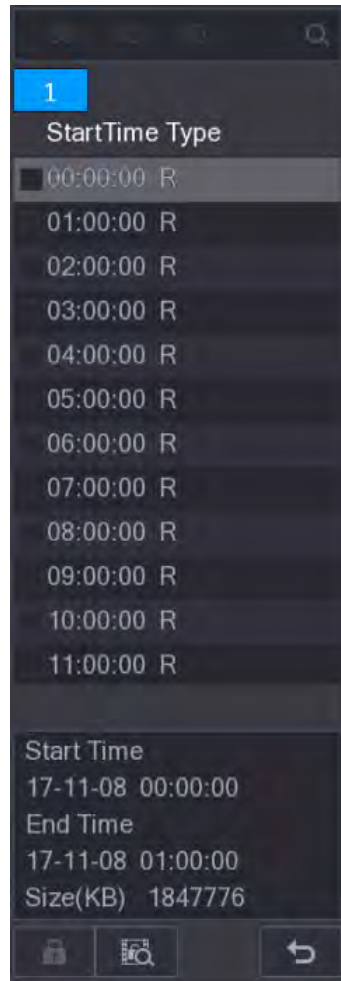 1
StartTime Type
00:00:00 R
01:00:00 R
02:00:00 R
03:00:00 R
04:00:00 R
05:00:00 R
06:00:00 R
07:00:00 R
08:00:00 R
09:00:00 R
10:00:00 R
11:00:00 R
Start Time
17-11-08 00:00:00
End Time
17-11-08 01:00:00
Size(KB) 1847776